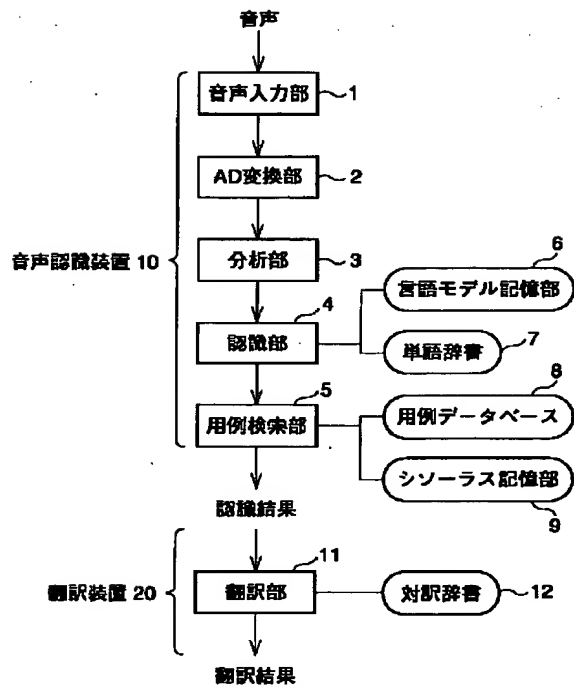 音声
音声入力部 1
AD変換部 2
音声認識装置 10
分析部 3
6
言語モデル記憶部
4
認識部
7
単語辞書
8
5
用例データベース
用例検索部
シソーラス記憶部
9
認識結果
11
翻訳装置 20
翻訳部
対訳辞書 12
翻訳結果